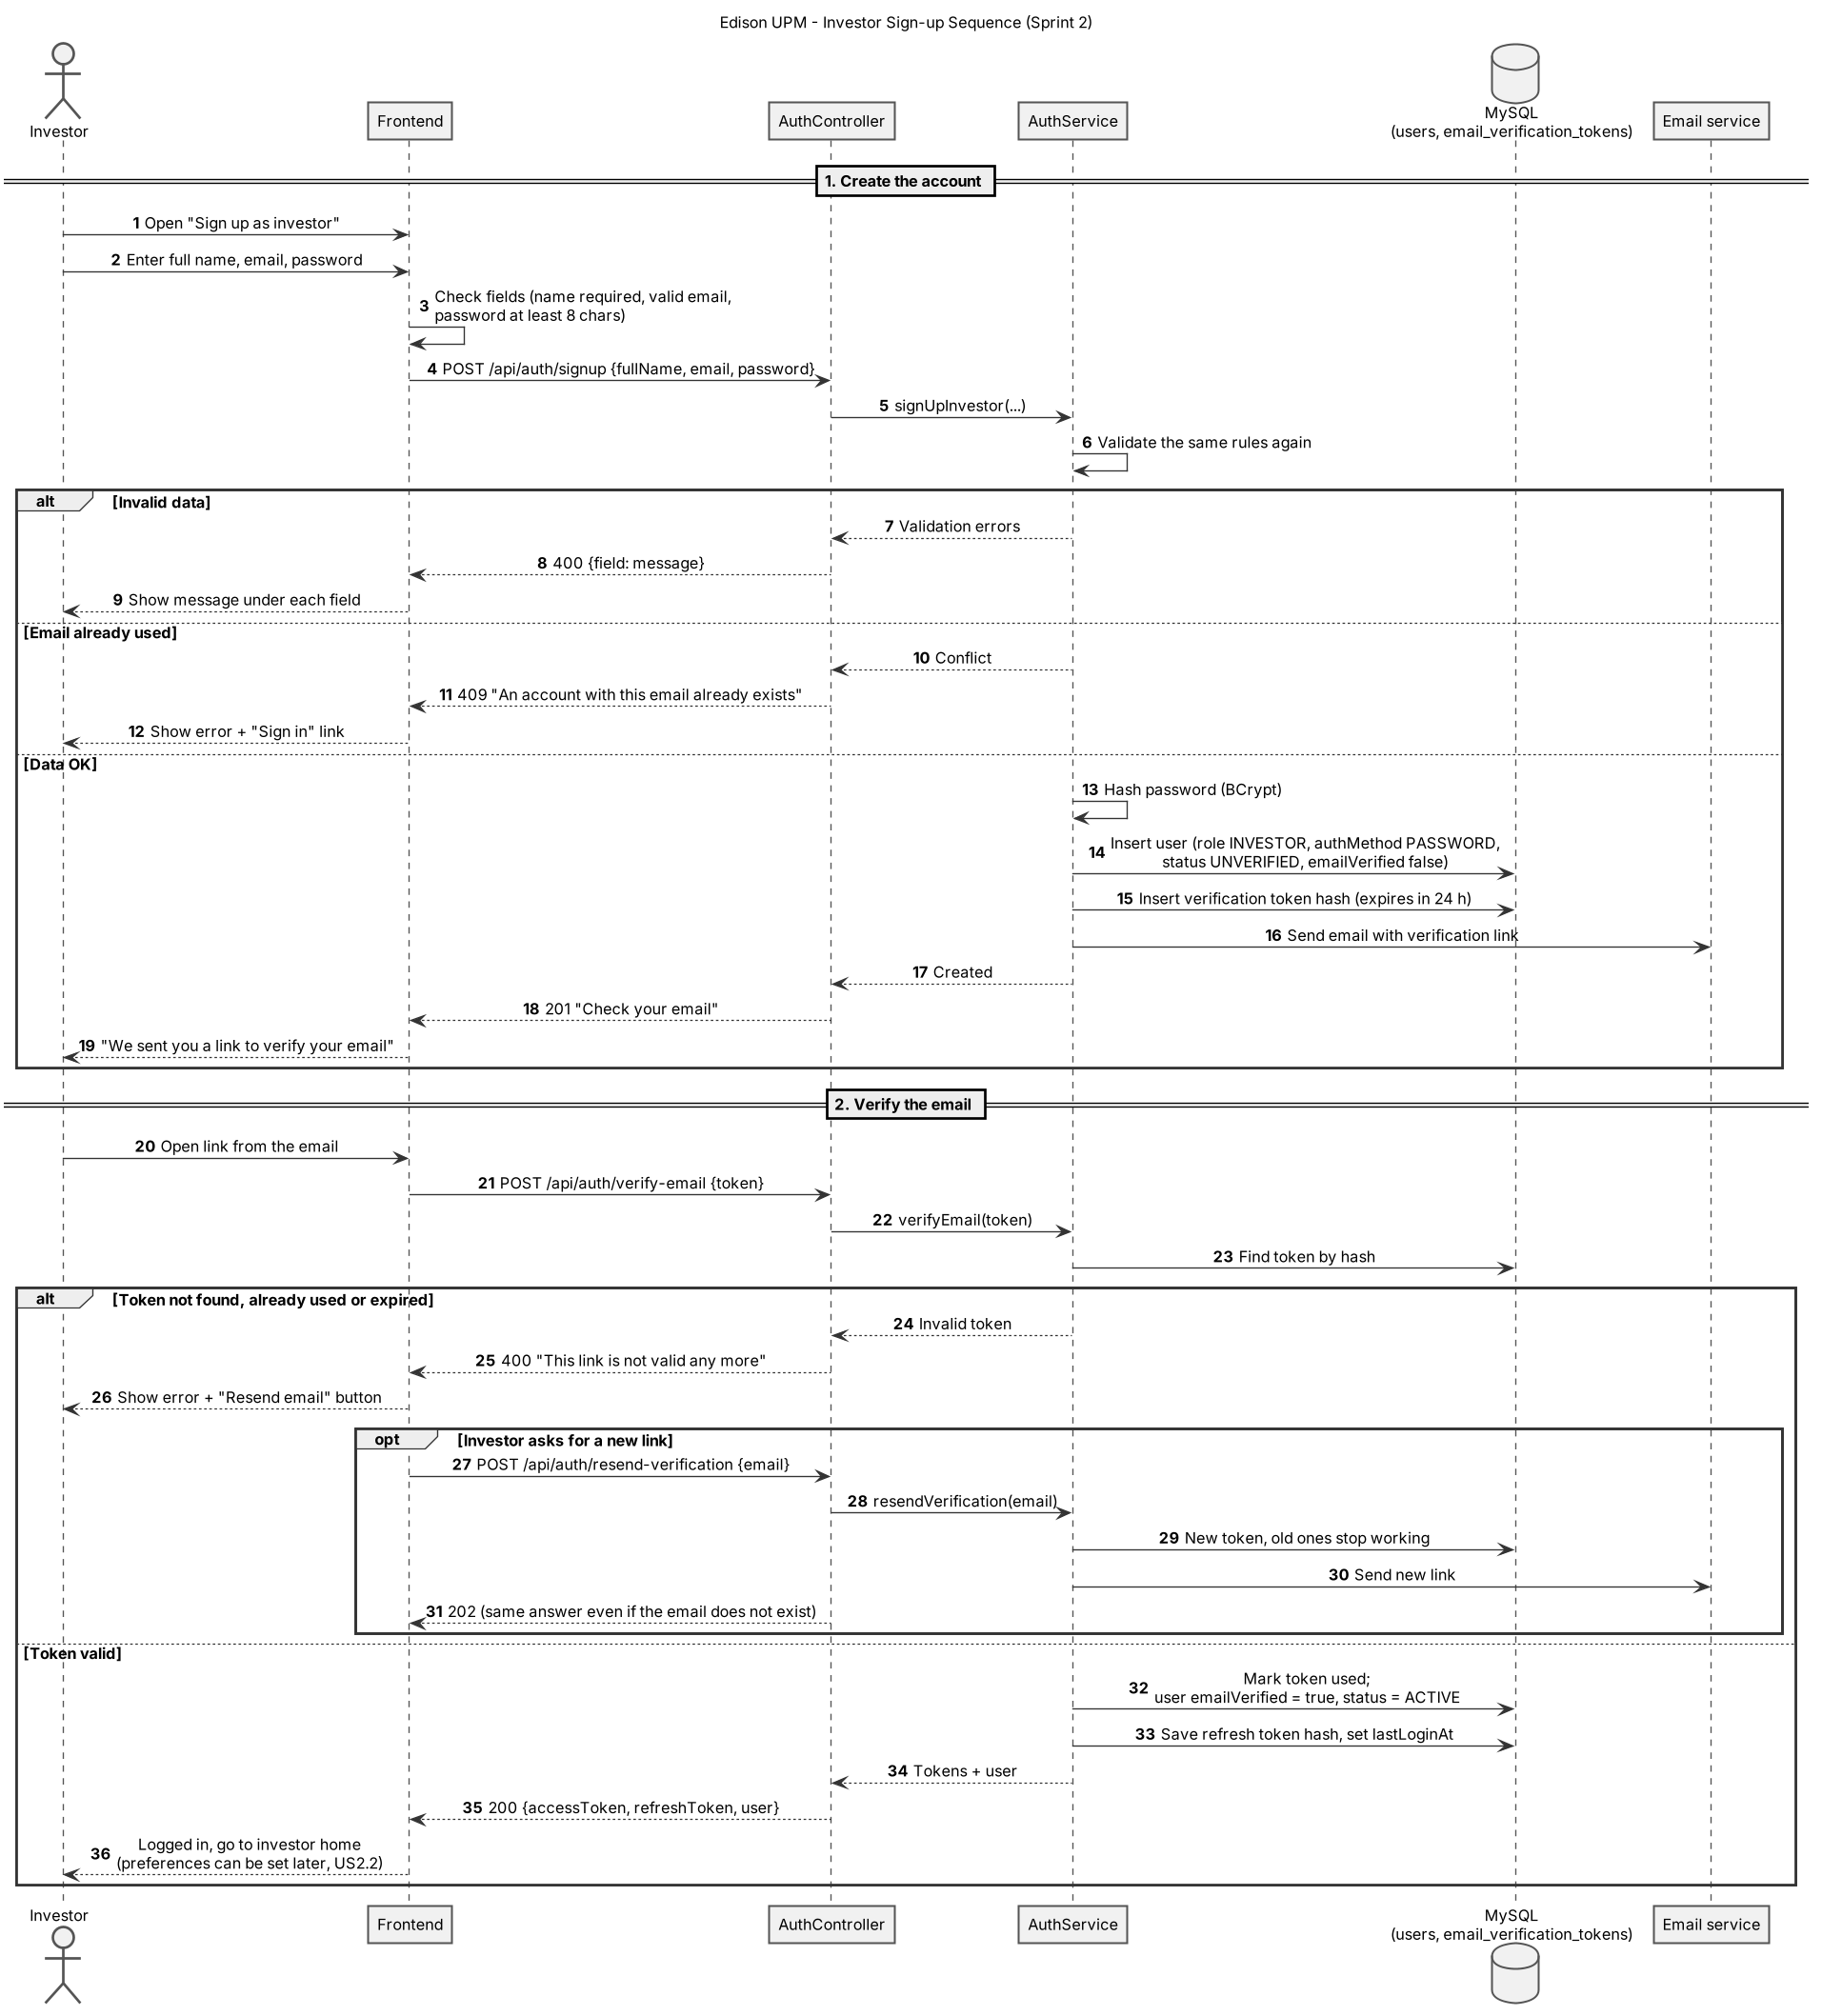 Edison UPM - Investor Sign-up Sequence (Sprint 2)
Investor
Frontend
AuthController
AuthService
MySQL
(users, email_verification_tokens)
Email service
1. Create the account
1 Open "Sign up as investor"
2 Enter full name, email, password
3 Check fields (name required, valid email,
password at least 8 chars)
4 POST /api/auth/signup {fullName, email, password}
5 signUpInvestor(...)
6 Validate the same rules again
alt [Invalid data]
7 Validation errors
8 400 {field: message}
9 Show message under each field
[Email already used]
10 Conflict
11 409 "An account with this email already exists"
12 Show error + "Sign in" link
[Data OK]
13 Hash password (BCrypt)
14 Insert user (role INVESTOR, authMethod PASSWORD,
status UNVERIFIED, emailVerified false)
15 Insert verification token hash (expires in 24 h)
16 Send email with verification link
17 Created
18 201 "Check your email"
19 "We sent you a link to verify your email"
2. Verify the email
20 Open link from the email
21 POST /api/auth/verify-email {token}
22 verifyEmail(token)
23 Find token by hash
alt [Token not found, already used or expired]
24 Invalid token
25 400 "This link is not valid any more"
26 Show error + "Resend email" button
opt [Investor asks for a new link]
27 POST /api/auth/resend-verification {email}
28 resendVerification(email)
29 New token, old ones stop working
30 Send new link
31 202 (same answer even if the email does not exist)
[Token valid]
32 Mark token used;
user emailVerified = true, status = ACTIVE
33 Save refresh token hash, set lastLoginAt
34 Tokens + user
35 200 {accessToken, refreshToken, user}
36 Logged in, go to investor home
(preferences can be set later, US2.2)
Investor
Frontend
AuthController
AuthService
MySQL
(users, email_verification_tokens)
Email service